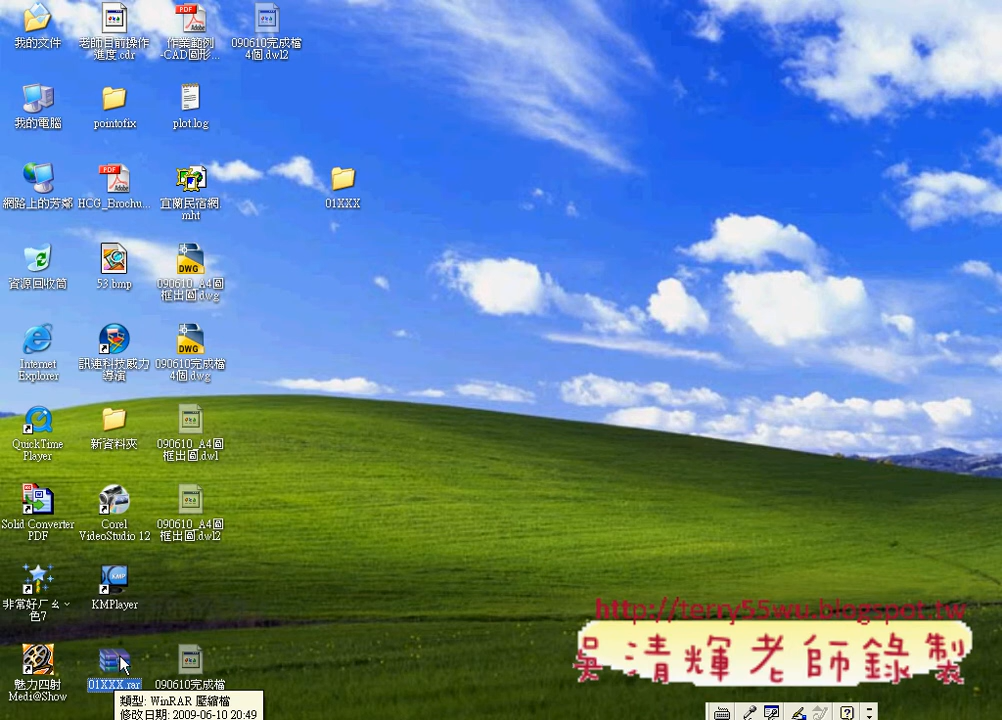 我的文件
老師目前操作
進度.cdr
作業範例
-CAD圖形...
090610完成檔
4個.dwl2
我的電腦
pointofix
plot.log
網路上的芳鄰
HCG_Brochu...
宜蘭民宿網.
mht
01XXX
資源回收筒
53.bmp
090610_A4圖
框出圖.dwg
Internet
Explorer
訊連科技威力
導演
090610完成檔
4個.dwg
QuickTime
Player
新資料夾
090610_A4圖
框出圖.dwl
Solid Converter
PDF
Corel
VideoStudio 12
090610_A4圖
框出圖.dwl2
非常好ㄏㄠˇ
色7
KMPlayer
魅力四射
Medi@Show
01XXX.rar
090610完成檔
類型: WinRAR 壓縮檔
修改日期: 2009-06-10 20:49
http://terry55wu.blogspot.tw
吳清輝老師錄製